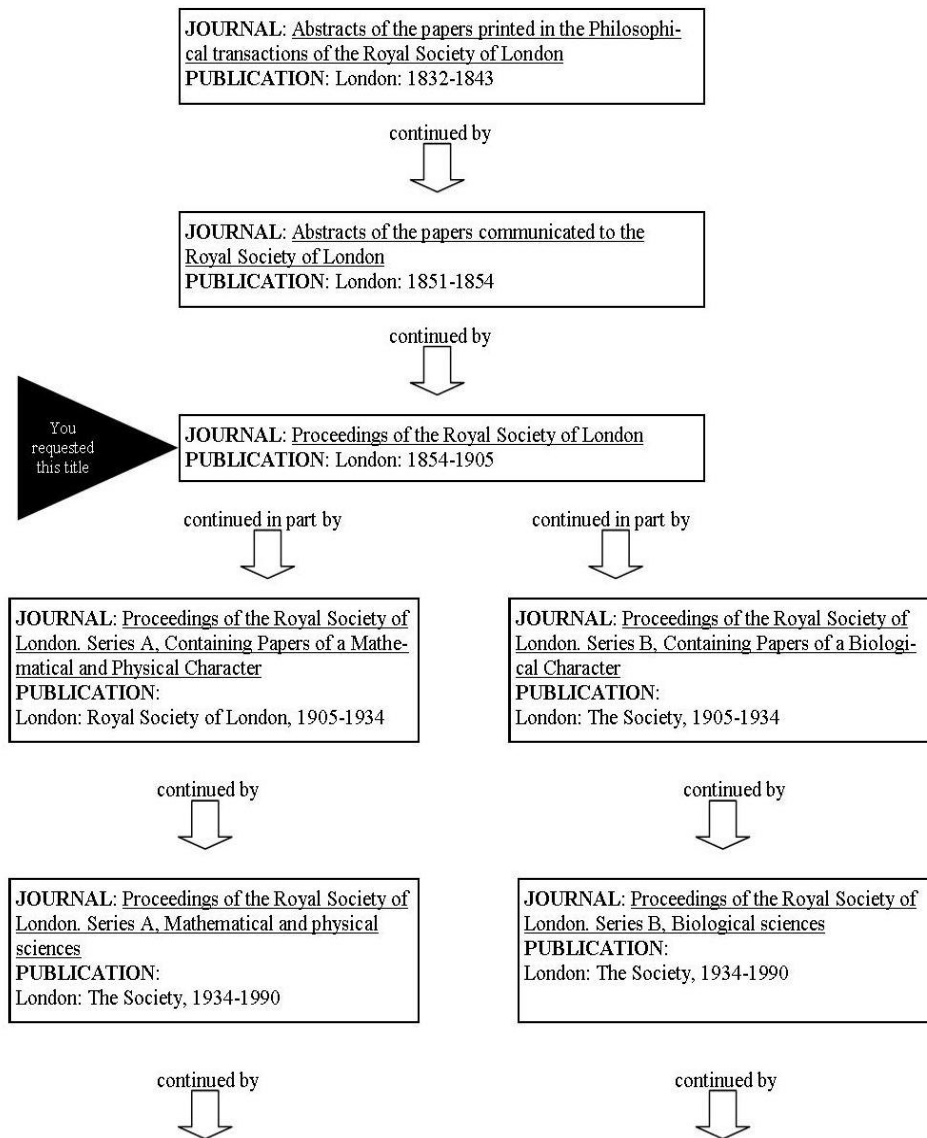 JOURNAL: Abstracts of the papers printed in the Philosophi-
cal transactions of the Royal Society of London
PUBLICATION: London: 1832-1843
continued by
JOURNAL: Abstracts of the papers communicated to the
Royal Society of London
PUBLICATION: London: 1851-1854
continued by
You
requested
this title
JOURNAL: Proceedings of the Royal Society of London
PUBLICATION: London: 1854-1905
continued in part by
continued in part by
JOURNAL: Proceedings of the Royal Society of
London. Series A, Containing Papers of a Mathe-
matical and Physical Character
PUBLICATION:
London: Royal Society of London, 1905-1934
JOURNAL: Proceedings of the Royal Society of
London. Series B, Containing Papers of a Biologi-
cal Character
PUBLICATION:
London: The Society, 1905-1934
continued by
continued by
JOURNAL: Proceedings of the Royal Society of
London. Series A, Mathematical and physical
sciences
PUBLICATION:
London: The Society, 1934-1990
JOURNAL: Proceedings of the Royal Society of
London. Series B, Biological sciences
PUBLICATION:
London: The Society, 1934-1990
continued by
continued by